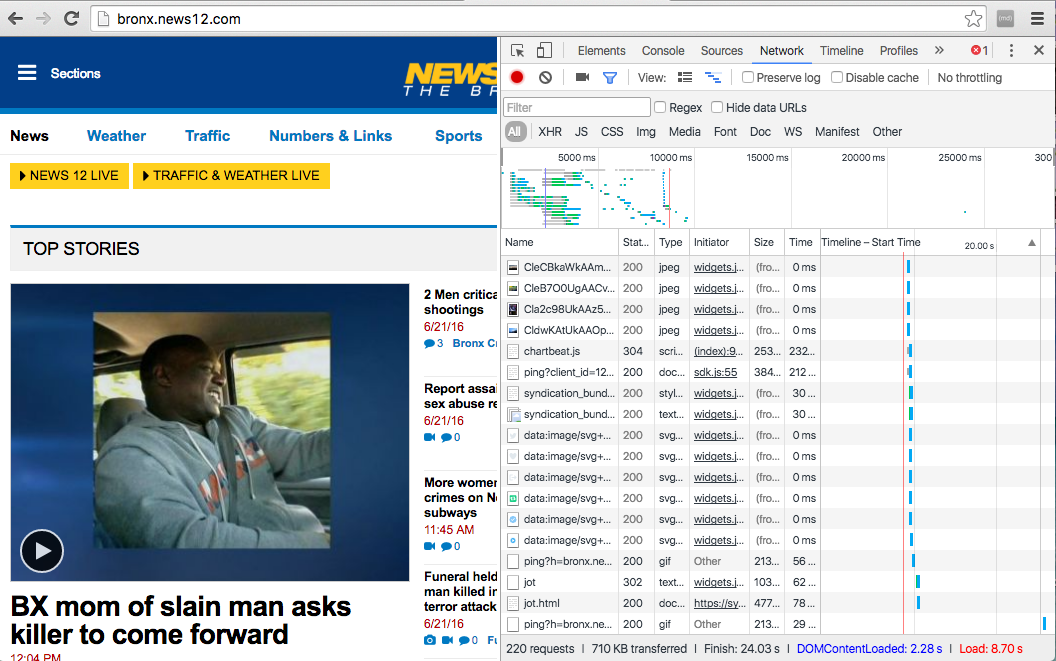 bronx.news12.com
Sections
NEWS
THE BR
News Weather Traffic Numbers & Links Sports
NEWS 12 LIVE TRAFFIC & WEATHER LIVE
TOP STORIES
2 Men critica
shootings
6/21/16
3 Bronx Cr
Report assa
sex abuse re
6/21/16
0
More women
crimes on N
subways
11:45 AM
0
Funeral held
man killed i
terror attack
6/21/16
0 Fu
BX mom of slain man asks
killer to come forward
12:04 PM
Elements Console Sources Network Timeline Profiles » 1
View: Preserve log Disable cache No throttling
Filter Regex Hide data URLs
All XHR JS CSS Img Media Font Doc WS Manifest Other
5000 ms 10000 ms 15000 ms 20000 ms 25000 ms 300
Name Stat... Type Initiator Size Time Timeline – Start Time 20.00 s
CleCBkaWkAAm... 200 jpeg widgets.j... (fro... 0 ms
CleB7O0UgAACv... 200 jpeg widgets.j... (fro... 0 ms
Cla2c98UkAAz5... 200 jpeg widgets.j... (fro... 0 ms
CldwKAtUkAAOp... 200 jpeg widgets.j... (fro... 0 ms
chartbeat.js 304 scri... (index):9... 253... 232...
ping?client_id=12... 200 doc... sdk.js:55 384... 212 ...
syndication_bund... 200 styl... widgets.j... (fro... 30 ...
syndication_bund... 200 text... widgets.j... (fro... 30 ...
data:image/svg+... 200 svg... widgets.j... (fro... 0 ms
data:image/svg+... 200 svg... widgets.j... (fro... 0 ms
data:image/svg+... 200 svg... widgets.j... (fro... 0 ms
data:image/svg+... 200 svg... widgets.j... (fro... 0 ms
data:image/svg+... 200 svg... widgets.j... (fro... 0 ms
data:image/svg+... 200 svg... widgets.j... (fro... 0 ms
ping?h=bronx.ne... 200 gif Other 213... 56 ...
jot 302 text... widgets.j... 103... 62 ...
jot.html 200 doc... https://sy... 477... 78 ...
ping?h=bronx.ne... 200 gif Other 213... 29 ...
220 requests | 710 KB transferred | Finish: 24.03 s | DOMContentLoaded: 2.28 s | Load: 8.70 s